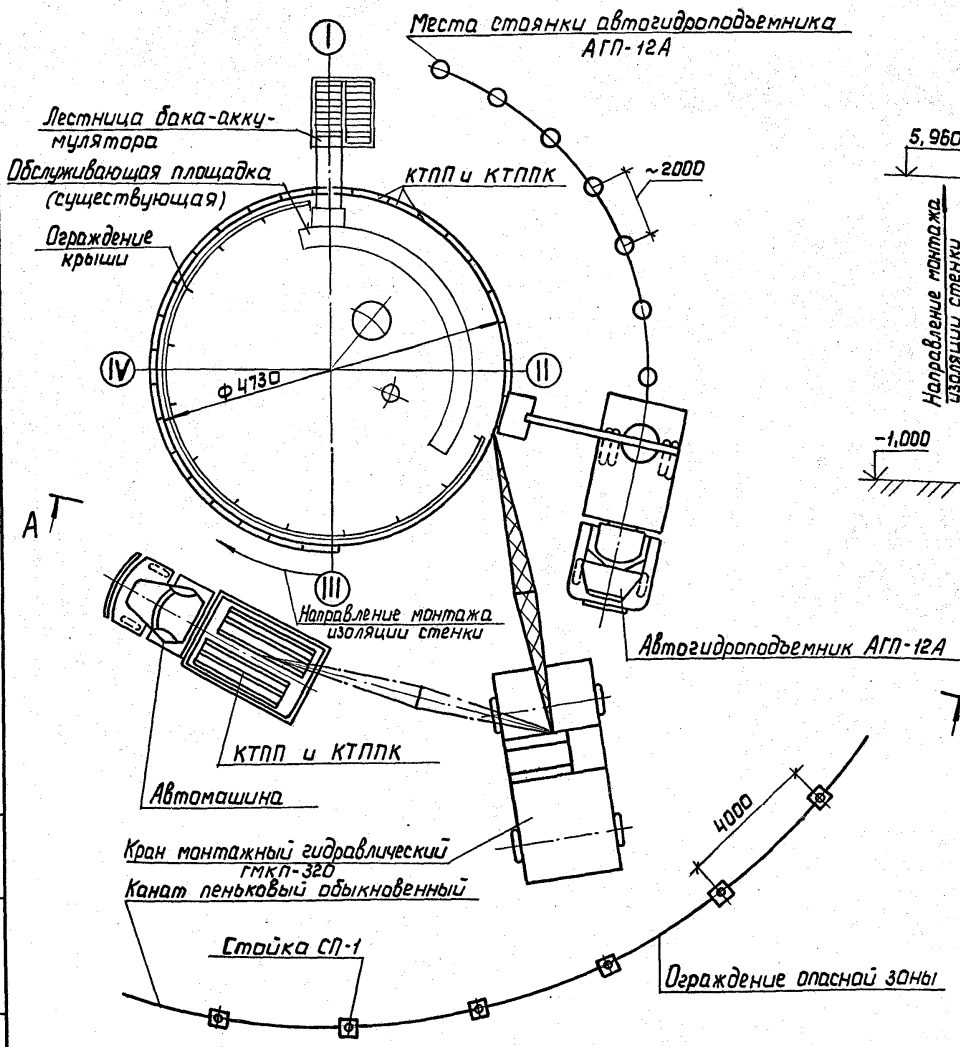 Места стоянки автогидроподъемника
АГП-12А
I
Лестница бака-акку-
мулятора
Обслуживающая площадка
(существующая)
КТПП и КТППК
~2000
5,960
Ограждение
крыши
Направление монтажа
изоляции стенки
IV
II
ф 4730
-1,000
А
III
Направление монтажа
изоляции стенки
Автогидроподъемник АГП-12А
КТПП и КТППК
Автомашина
4000
Кран монтажный гидравлический
ГМКП-320
Канат пеньковый обыкновенный
Стойка СП-1
Ограждение опасной зоны